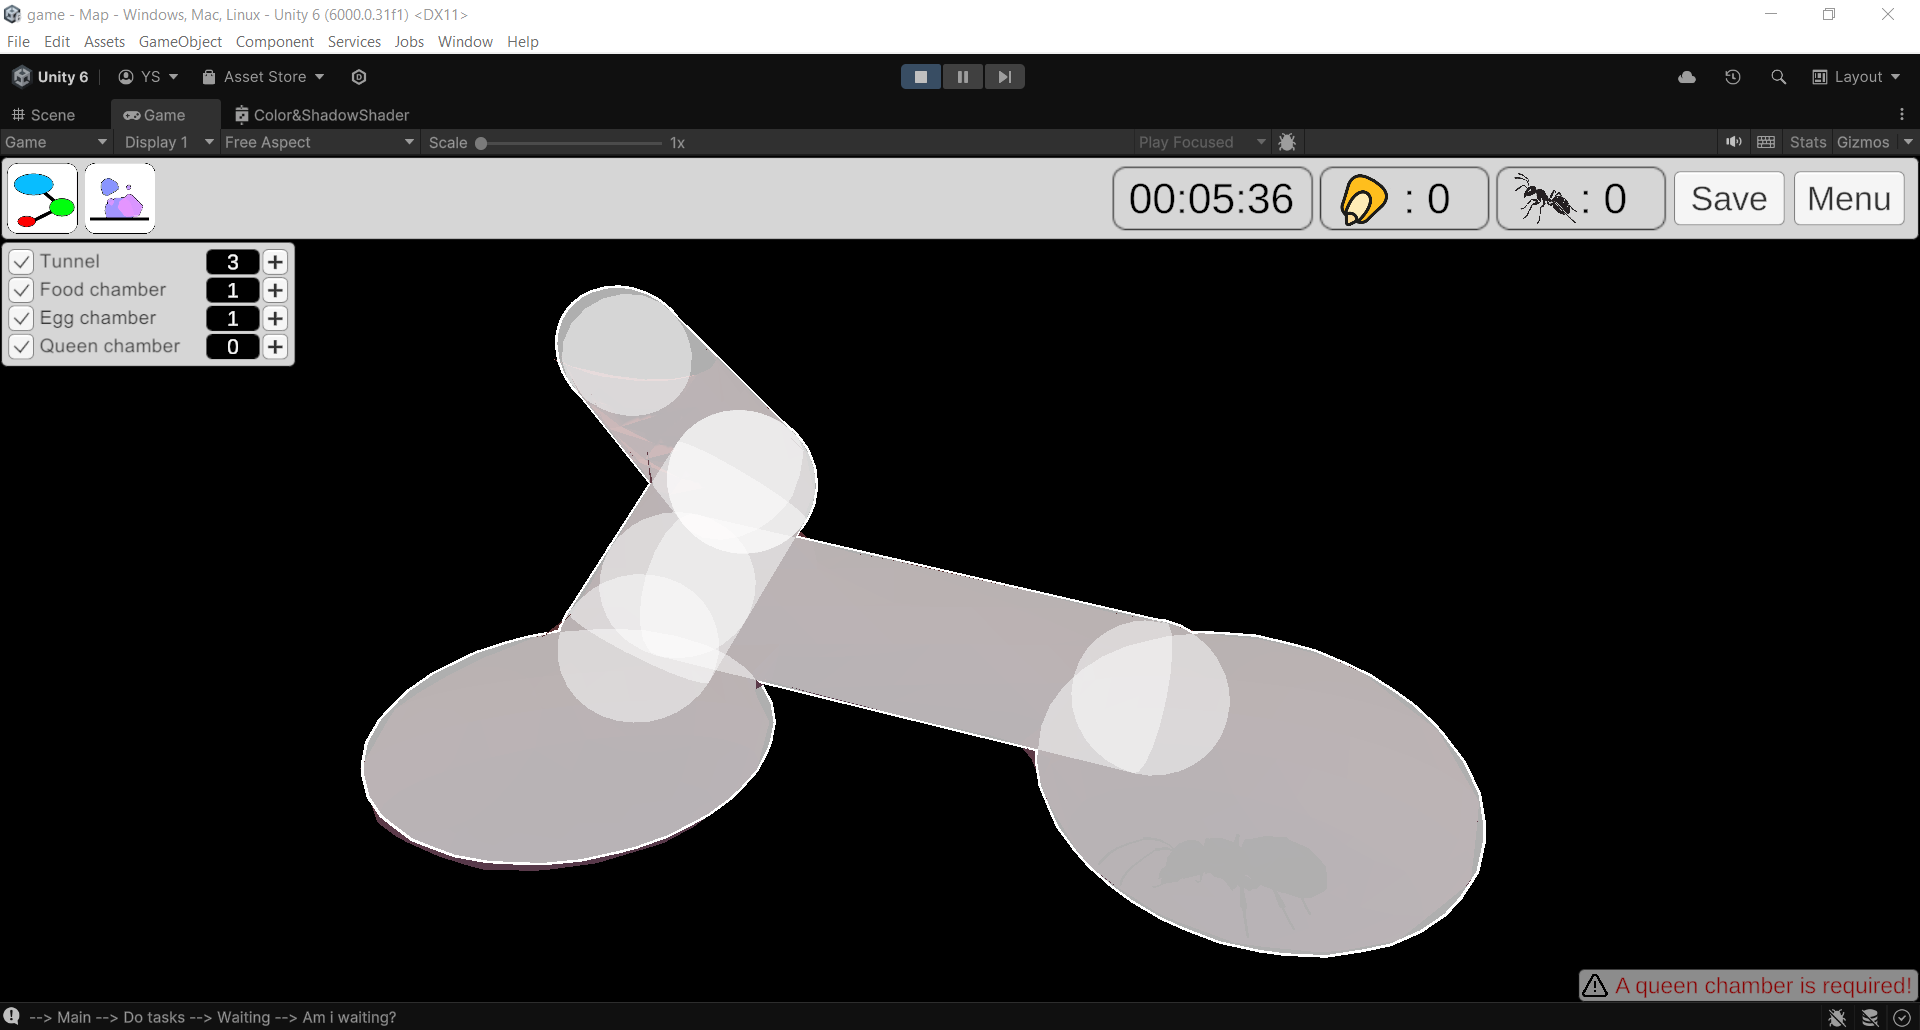 game - Map - Windows, Mac, Linux - Unity 6 (6000.0.31f1) <DX11>
File Edit Assets GameObject Component Services Jobs Window Help
Unity 6 YS Asset Store Layout
Scene Game Color&ShadowShader
Game Display 1 Free Aspect Scale 1x Play Focused Stats Gizmos
00:05:36 : 0 : 0 Save Menu
Tunnel 3 +
Food chamber 1 +
Egg chamber 1 +
Queen chamber 0 +
A queen chamber is required!
--> Main --> Do tasks --> Waiting --> Am i waiting?